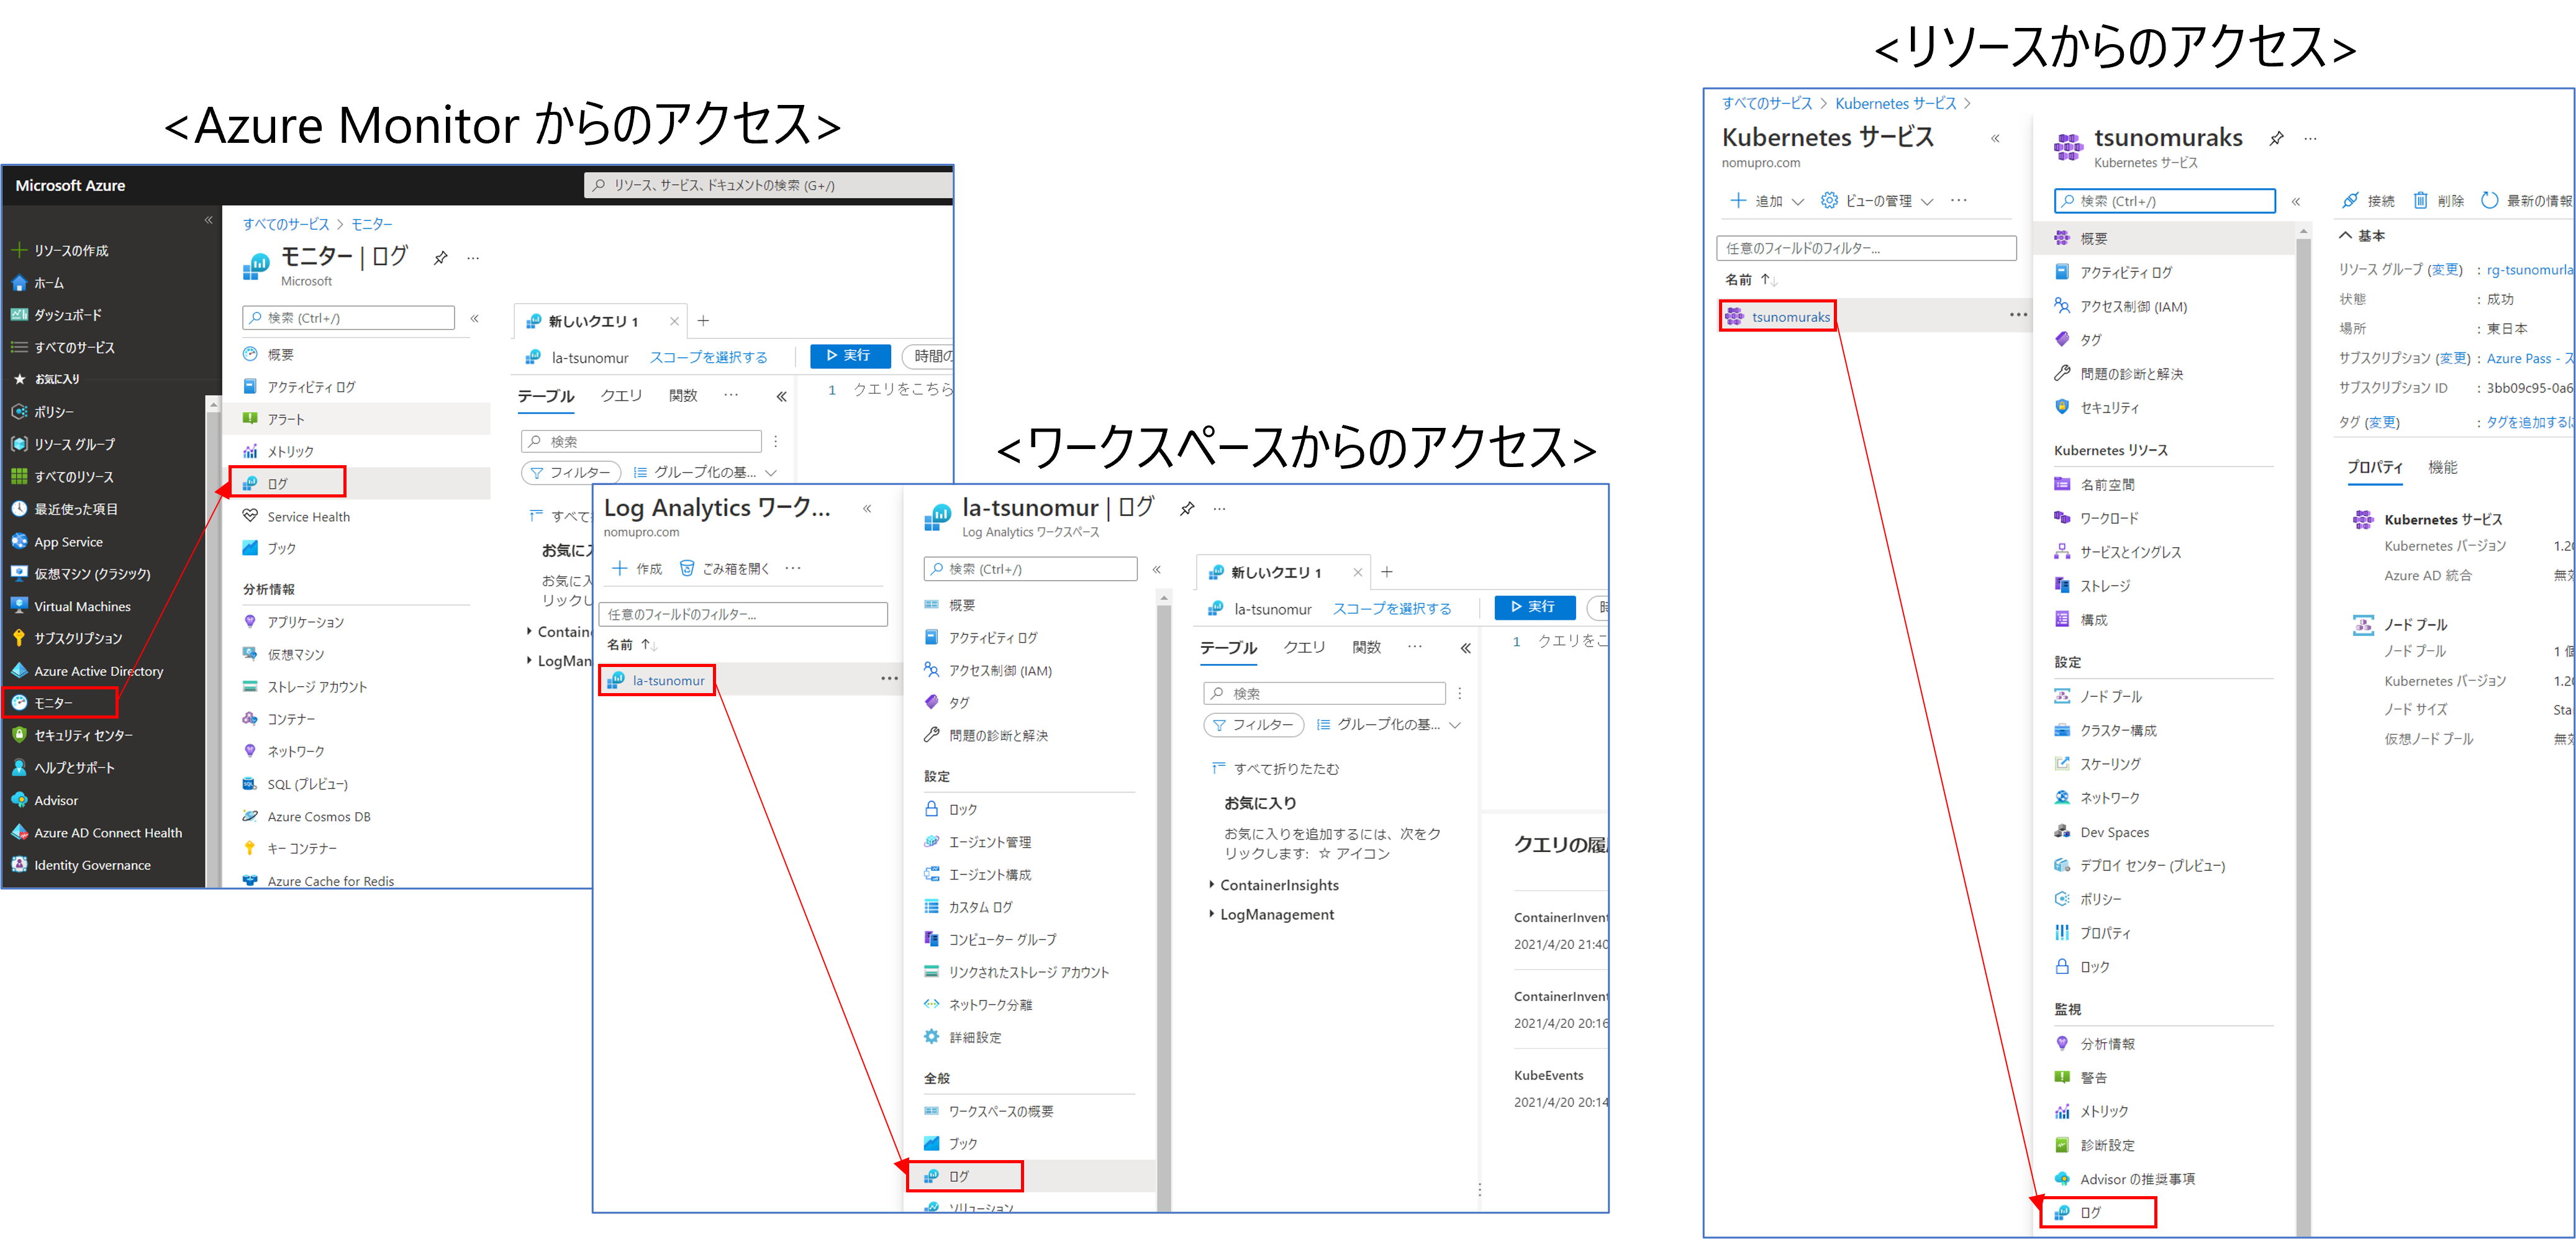 <Azure Monitor からのアクセス>
Microsoft Azure
リソース、サービス、ドキュメントの検索 (G+/)
«
リソースの作成
ホーム
ダッシュボード
すべてのサービス
お気に入り
ポリシー
リソース グループ
すべてのリソース
最近使った項目
App Service
仮想マシン (クラシック)
Virtual Machines
サブスクリプション
Azure Active Directory
モニター
セキュリティ センター
ヘルプとサポート
Advisor
Azure AD Connect Health
Identity Governance
すべてのサービス > モニター
モニター | ログ ...
Microsoft
検索 (Ctrl+/) «
概要
アクティビティ ログ
アラート
メトリック
ログ
Service Health
ブック
分析情報
アプリケーション
仮想マシン
ストレージ アカウント
コンテナー
ネットワーク
SQL (プレビュー)
Azure Cosmos DB
キー コンテナー
Azure Cache for Redis
新しいクエリ 1 × +
la-tsunomur スコープを選択する 実行 時間の
テーブル クエリ 関数 ... « 1 クエリをこちら
検索
フィルター グループ化の基...
すべて
お気に
お気に入
リックし
Contain
LogMan
<ワークスペースからのアクセス>
Log Analytics ワーク... «
nomupro.com
作成 ごみ箱を開く ...
任意のフィールドのフィルター...
名前 ↑↓
la-tsunomur ...
la-tsunomur | ログ ...
Log Analytics ワークスペース
検索 (Ctrl+/) «
概要
アクティビティ ログ
アクセス制御 (IAM)
タグ
問題の診断と解決
設定
ロック
エージェント管理
エージェント構成
カスタム ログ
コンピューター グループ
リンクされたストレージ アカウント
ネットワーク分離
詳細設定
全般
ワークスペースの概要
ブック
ログ
ソリューション
新しいクエリ 1 × +
la-tsunomur スコープを選択する 実行 時
テーブル クエリ 関数 ... « 1 クエリをこ
検索
フィルター グループ化の基...
すべて折りたたむ
お気に入り
お気に入りを追加するには、次をク
リックします: ☆ アイコン
ContainerInsights
LogManagement
クエリの履
ContainerInvent
2021/4/20 21:40
ContainerInvent
2021/4/20 20:16
KubeEvents
2021/4/20 20:14
<リソースからのアクセス>
すべてのサービス > Kubernetes サービス >
Kubernetes サービス «
nomupro.com
追加 ビューの管理 ...
任意のフィールドのフィルター...
名前 ↑↓
tsunomuraks ...
tsunomuraks ...
Kubernetes サービス
検索 (Ctrl+/) «
概要
アクティビティ ログ
アクセス制御 (IAM)
タグ
問題の診断と解決
セキュリティ
Kubernetes リソース
名前空間
ワークロード
サービスとイングレス
ストレージ
構成
設定
ノード プール
クラスター構成
スケーリング
ネットワーク
Dev Spaces
デプロイ センター (プレビュー)
ポリシー
プロパティ
ロック
監視
分析情報
警告
メトリック
診断設定
Advisor の推奨事項
ログ
接続 削除 最新の情報
基本
リソース グループ (変更) : rg-tsunomurla
状態 : 成功
場所 : 東日本
サブスクリプション (変更) : Azure Pass - ス
サブスクリプション ID : 3bb09c95-0a6
タグ (変更) : タグを追加するに
プロパティ 機能
Kubernetes サービス
Kubernetes バージョン 1.20
Azure AD 統合 無効
ノード プール
ノード プール 1 個
Kubernetes バージョン 1.20
ノード サイズ Sta
仮想ノード プール 無効